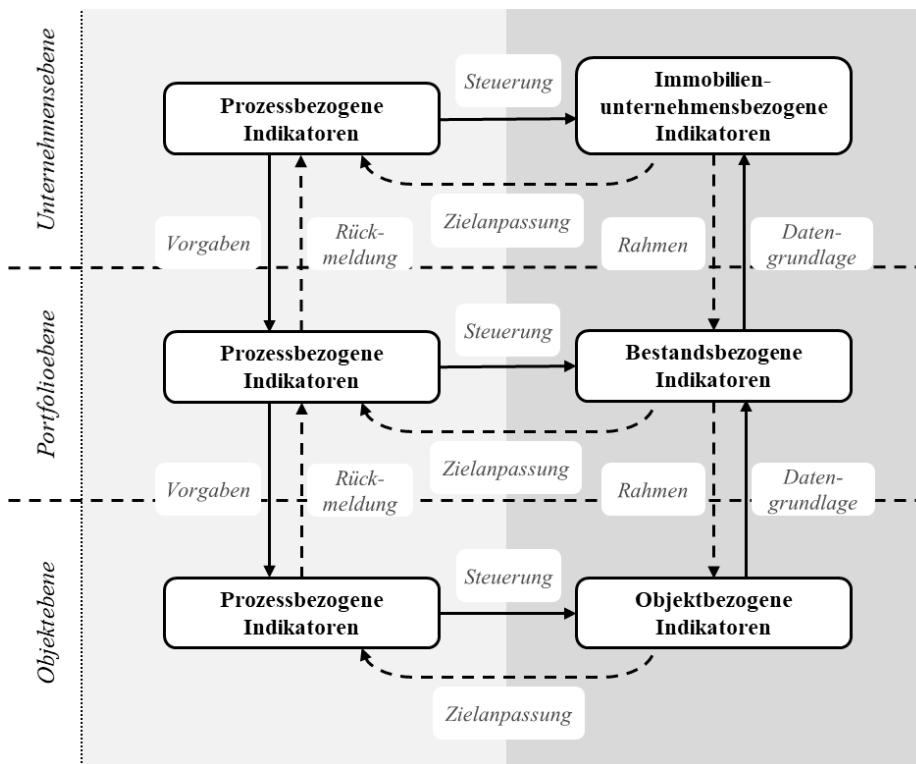 Unternehmensebene
Prozessbezogene
Indikatoren
Steuerung
Immobilien-
unternehmensbezogene
Indikatoren
Zielanpassung
Vorgaben
Rück-
meldung
Rahmen
Daten-
grundlage
Portfolioebene
Prozessbezogene
Indikatoren
Steuerung
Bestandsbezogene
Indikatoren
Zielanpassung
Vorgaben
Rück-
meldung
Rahmen
Daten-
grundlage
Objektebene
Prozessbezogene
Indikatoren
Steuerung
Objektbezogene
Indikatoren
Zielanpassung